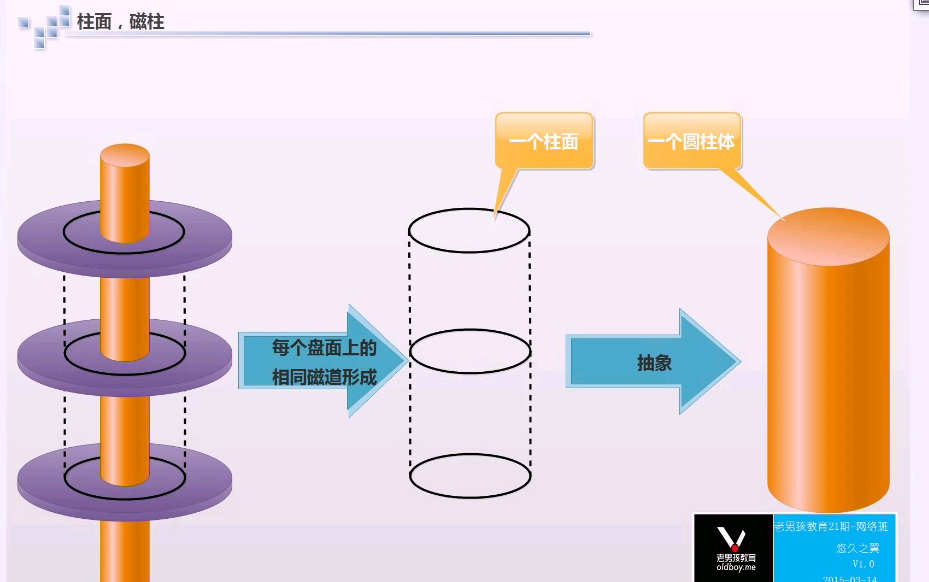 柱面，磁柱
一个柱面
一个圆柱体
每个盘面上的
相同磁道形成
抽象
老男孩教育
oldboy.me
老男孩教育21期-网络班
悠久之翼
V1.0
2015-03-14